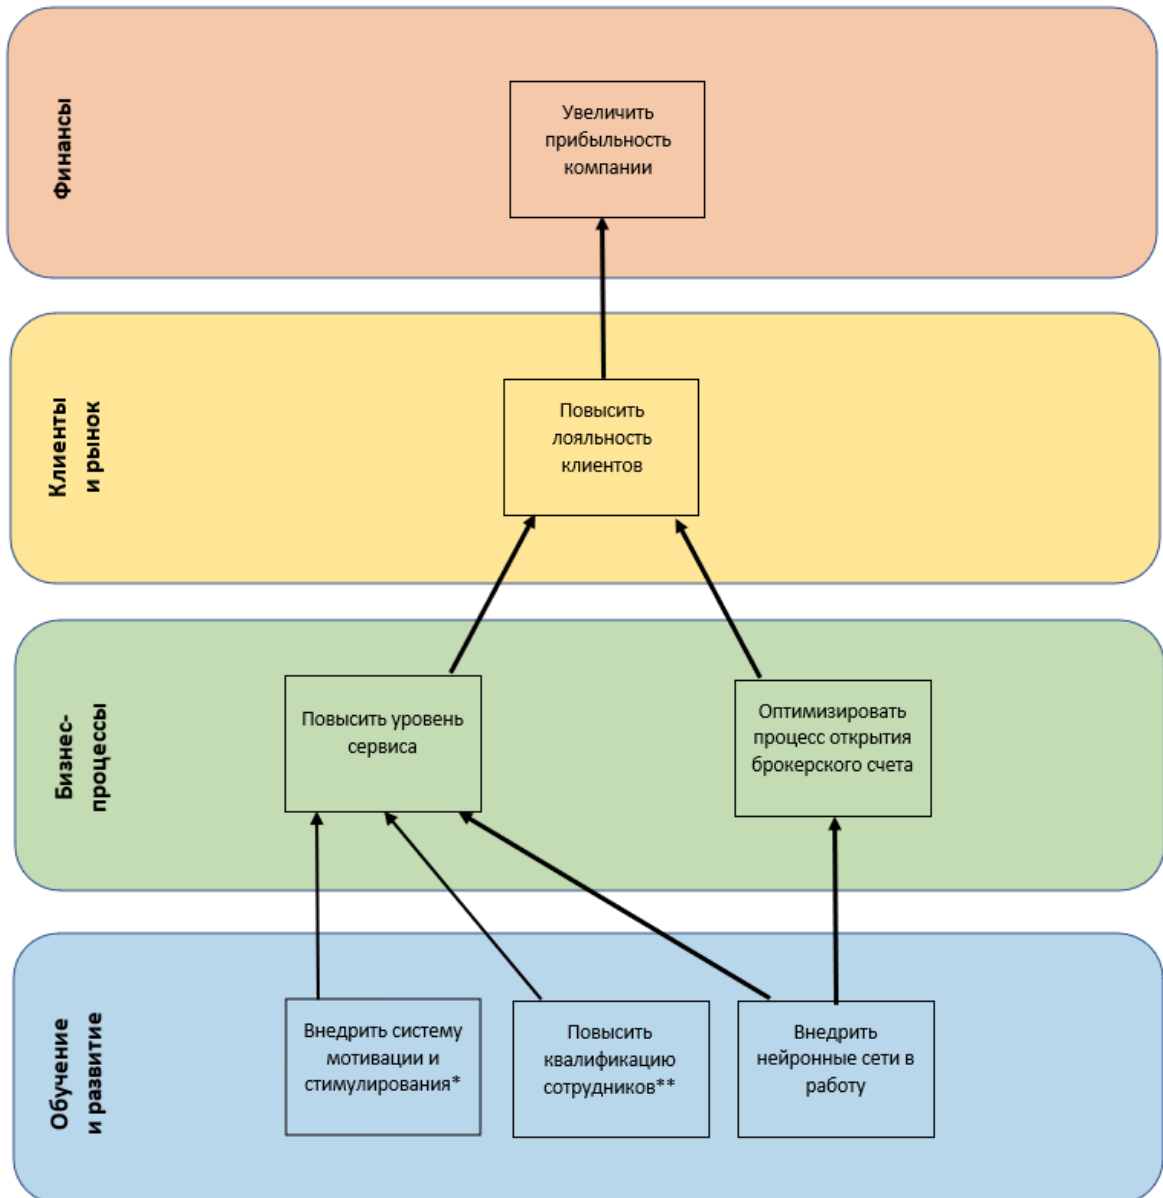 Финансы
Увеличить
прибыльность
компании
Клиенты
и рынок
Повысить
лояльность
клиентов
Бизнес-
процессы
Повысить уровень
сервиса
Оптимизировать
процесс открытия
брокерского счета
Обучение
и развитие
Внедрить систему
мотивации и
стимулирования*
Повысить
квалификацию
сотрудников**
Внедрить
нейронные сети в
работу